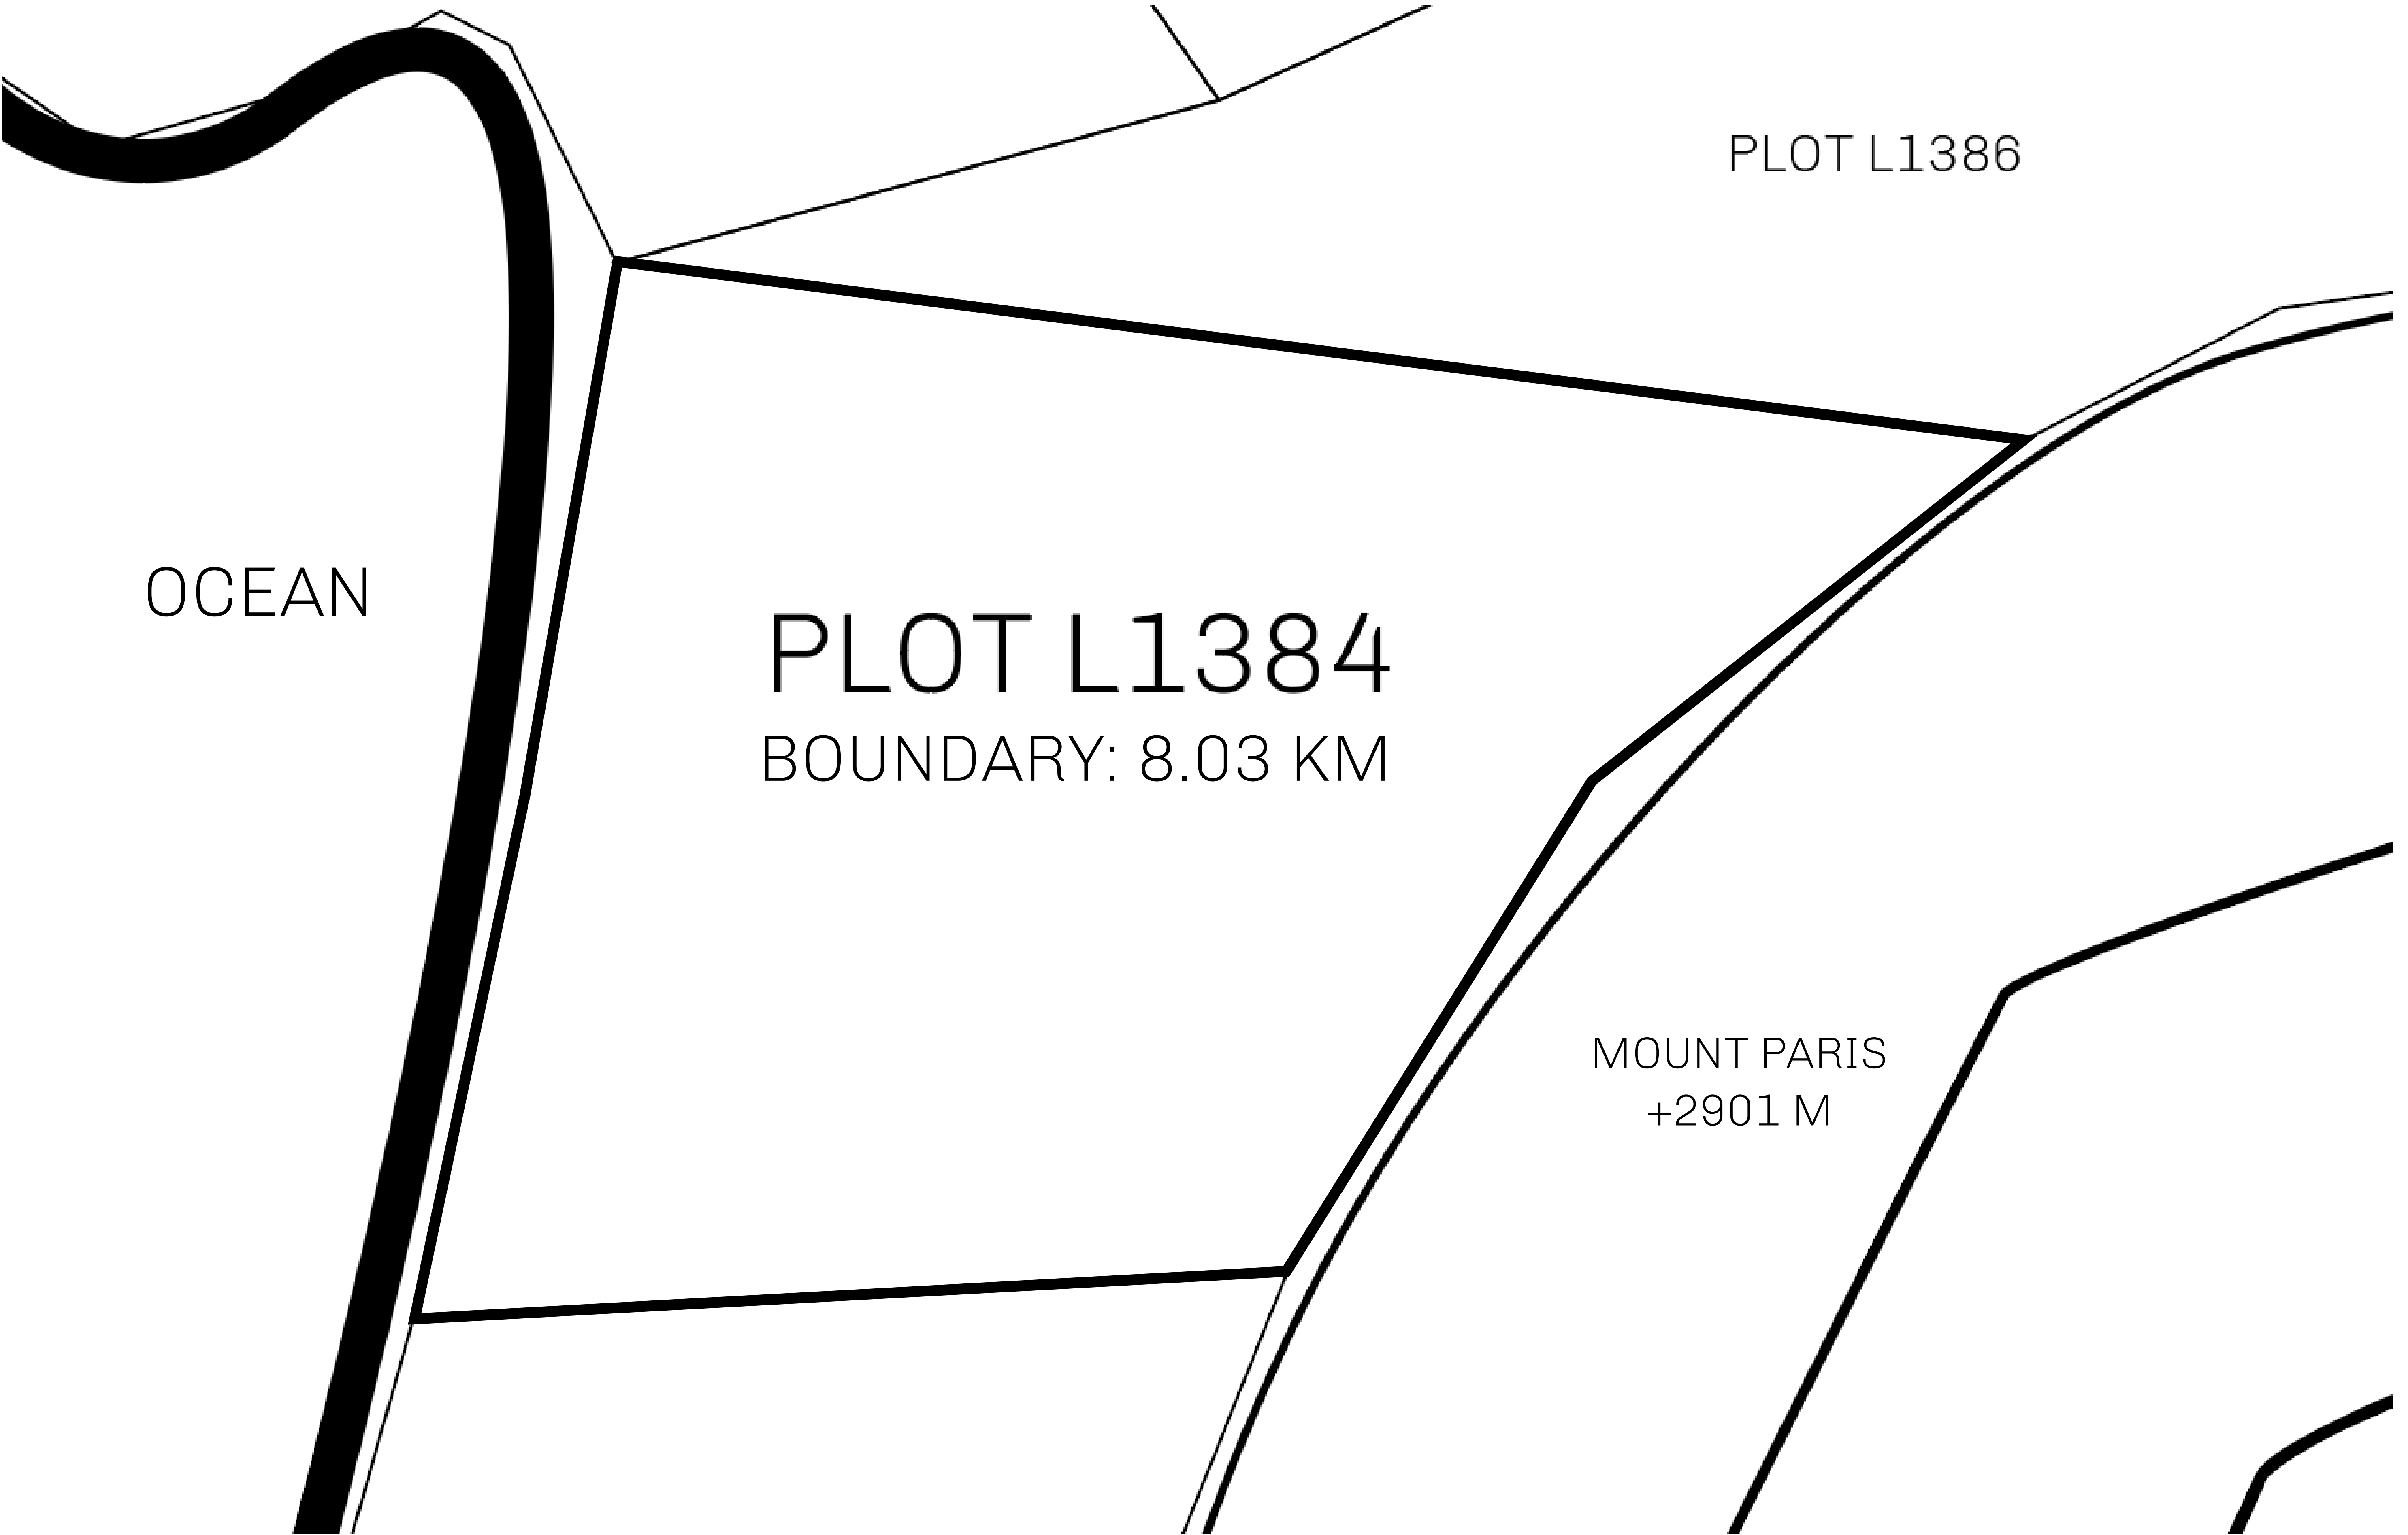 PLOT L1386
OCEAN
PLOT L1384
BOUNDARY: 8.03 KM
MOUNT PARIS
+2901 M